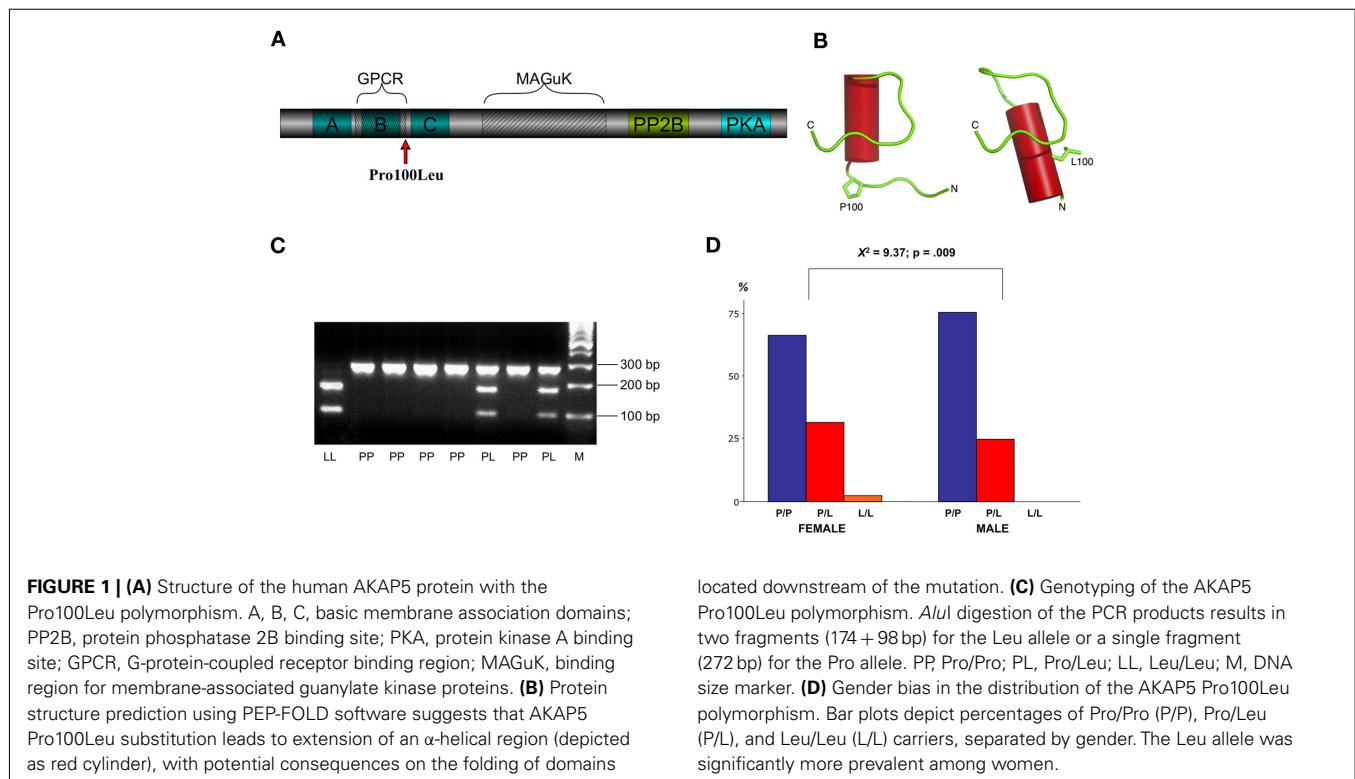 A
GPCR
MAGuK
A
B
C
PP2B
PKA
Pro100Leu
B
C
P100
N
C
L100
N
C
300 bp
200 bp
100 bp
LL PP PP PP PP PL PP PL M
D
X² = 9.37; p = .009
%
75
50
25
0
P/P P/L L/L P/P P/L L/L
FEMALE MALE
FIGURE 1 | (A) Structure of the human AKAP5 protein with the
Pro100Leu polymorphism. A, B, C, basic membrane association domains;
PP2B, protein phosphatase 2B binding site; PKA, protein kinase A binding
site; GPCR, G-protein-coupled receptor binding region; MAGuK, binding
region for membrane-associated guanylate kinase proteins. (B) Protein
structure prediction using PEP-FOLD software suggests that AKAP5
Pro100Leu substitution leads to extension of an α-helical region (depicted
as red cylinder), with potential consequences on the folding of domains
located downstream of the mutation. (C) Genotyping of the AKAP5
Pro100Leu polymorphism. AluI digestion of the PCR products results in
two fragments (174 + 98 bp) for the Leu allele or a single fragment
(272 bp) for the Pro allele. PP, Pro/Pro; PL, Pro/Leu; LL, Leu/Leu; M, DNA
size marker. (D) Gender bias in the distribution of the AKAP5 Pro100Leu
polymorphism. Bar plots depict percentages of Pro/Pro (P/P), Pro/Leu
(P/L), and Leu/Leu (L/L) carriers, separated by gender. The Leu allele was
significantly more prevalent among women.